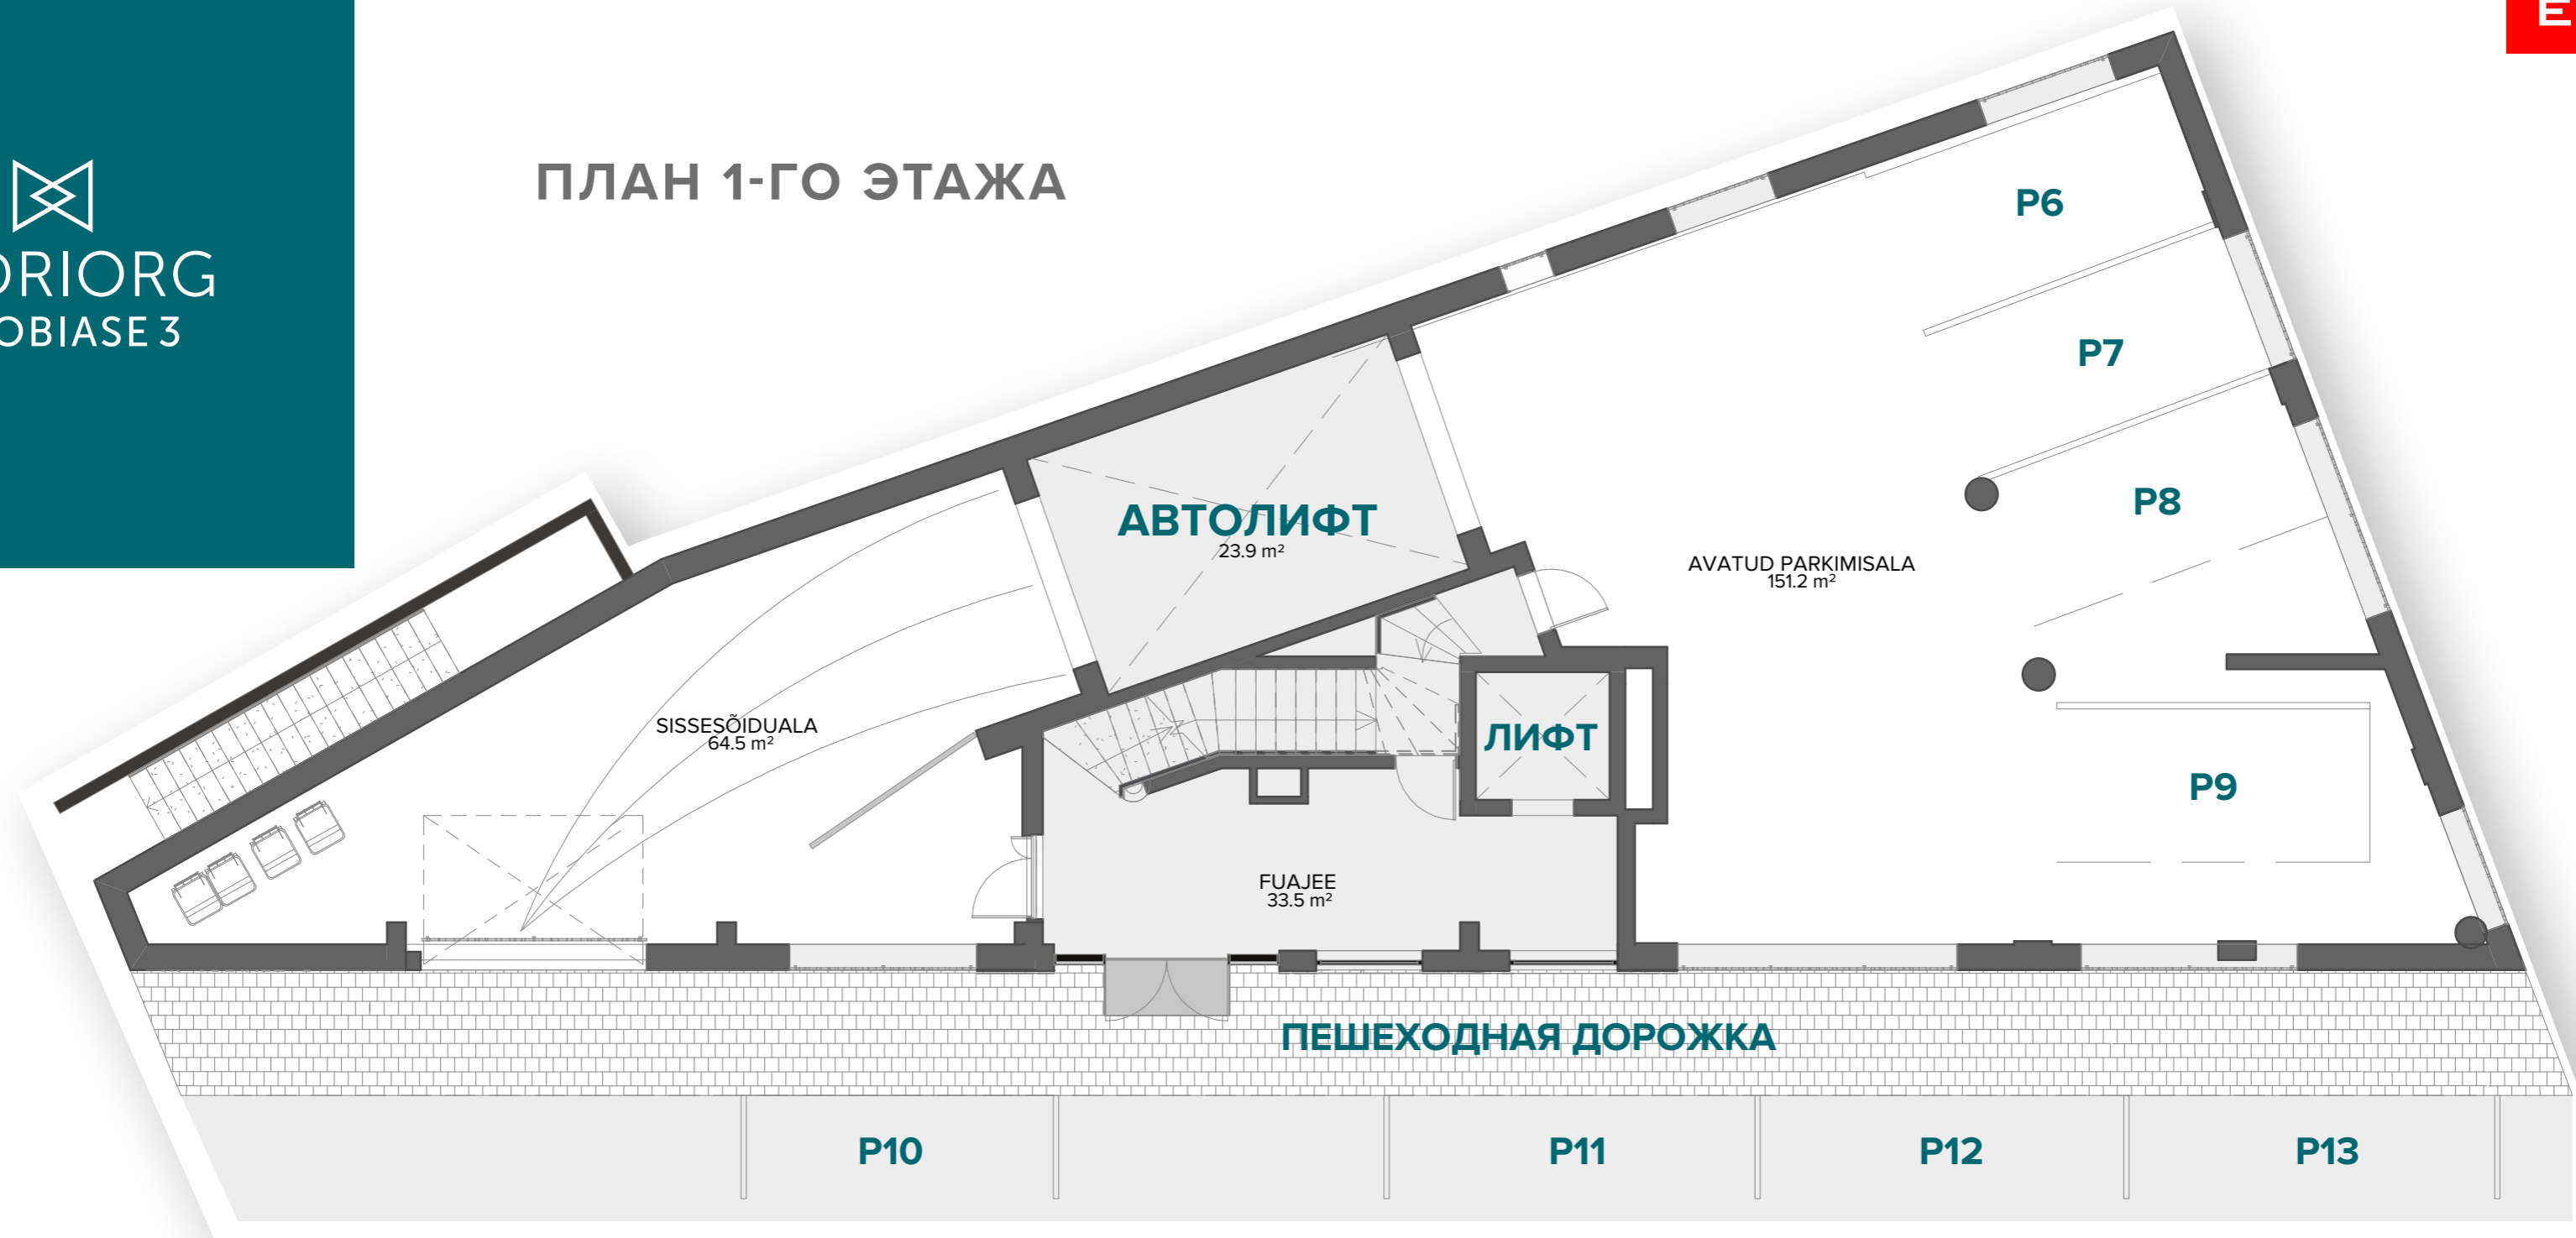 ORIORG
OBIASE 3
ПЛАН 1-ГО ЭТАЖА
E
P6
P7
P8
АВТОЛИФТ
23.9 m²
AVATUD PARKIMISALA
151.2 m²
SISSESÕIDUALA
64.5 m²
ЛИФТ
P9
FUAJEE
33.5 m²
ПЕШЕХОДНАЯ ДОРОЖКА
P10
P11
P12
P13